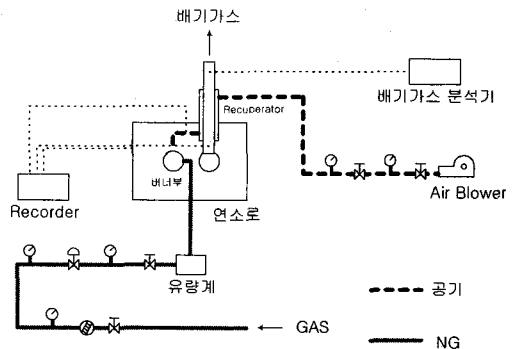 배기가스
Recuperator
배기가스 분석기
버너부
Air Blower
Recorder
연소로
유량계
공기
GAS
NG